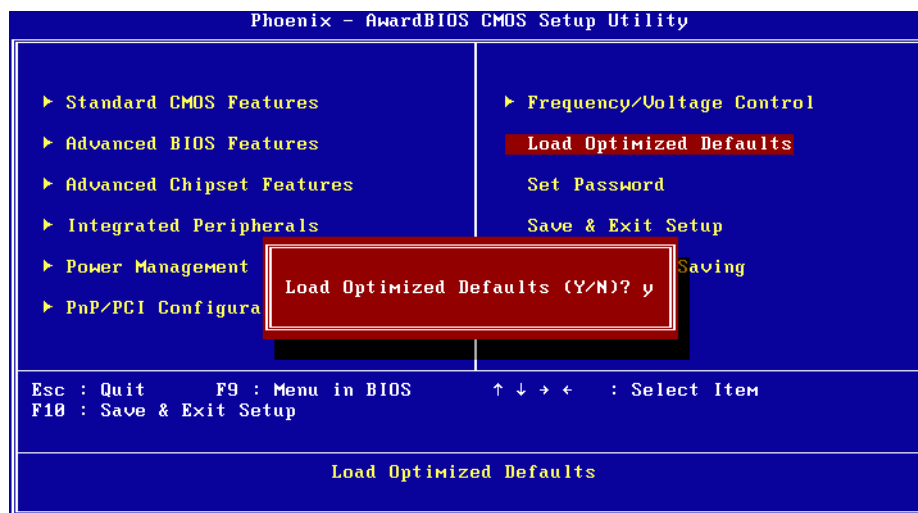 Phoenix - AwardBIOS CMOS Setup Utility
► Standard CMOS Features
► Advanced BIOS Features
► Advanced Chipset Features
► Integrated Peripherals
► Power Management
► PnP/PCI Configura
► Frequency/Voltage Control
Load Optimized Defaults
Set Password
Save & Exit Setup
Saving
Load Optimized Defaults (Y/N)? y
Esc : Quit F9 : Menu in BIOS ↑ ↓ → ← : Select Item
F10 : Save & Exit Setup
Load Optimized Defaults